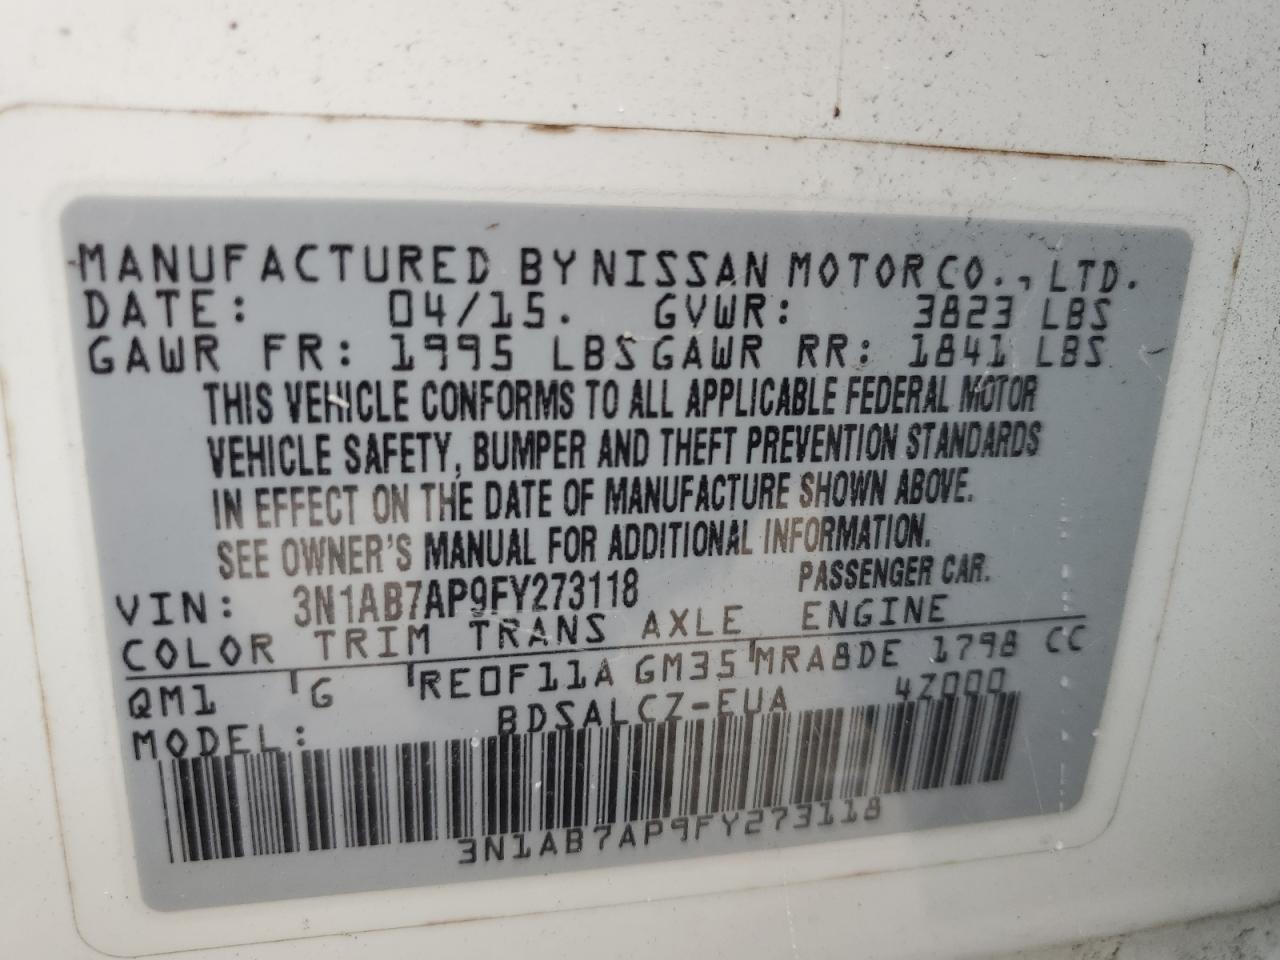 MANUFACTURED BY NISSAN MOTOR CO., LTD.
DATE: 04/15. GVWR: 3823 LBS
GAWR FR: 1995 LBS GAWR RR: 1841 LBS
THIS VEHICLE CONFORMS TO ALL APPLICABLE FEDERAL MOTOR
VEHICLE SAFETY, BUMPER AND THEFT PREVENTION STANDARDS
IN EFFECT ON THE DATE OF MANUFACTURE SHOWN ABOVE.
SEE OWNER'S MANUAL FOR ADDITIONAL INFORMATION.
VIN: 3N1AB7AP9FY273118 PASSENGER CAR.
COLOR TRIM TRANS AXLE ENGINE
QM1 G RE0F11A GM35 MRA8DE 1798 CC
MODEL: BDSALCZ-EUA 4Z000
3N1AB7AP9FY273118